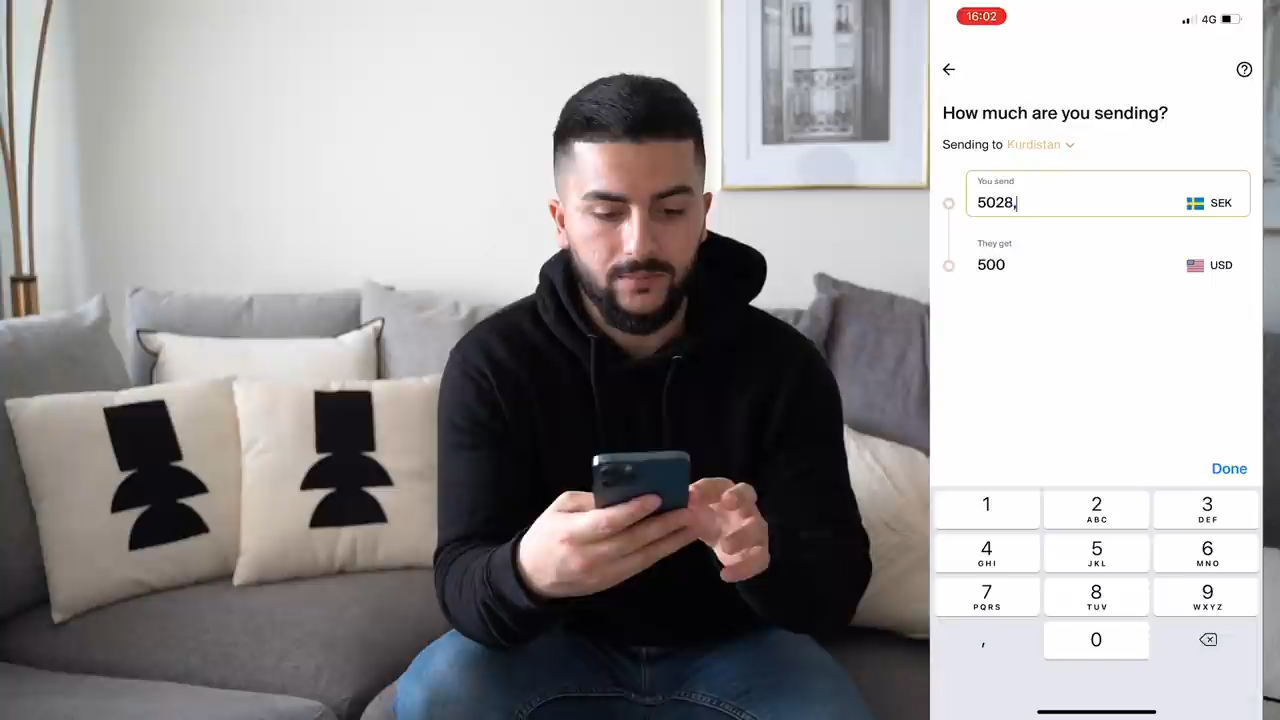 16:02
4G
How much are you sending?
Sending to Kurdistan
You send
5028,
SEK
They get
500
USD
Done
1
2
ABC
3
DEF
4
GHI
5
JKL
6
MNO
7
PQRS
8
TUV
9
WXYZ
,
0